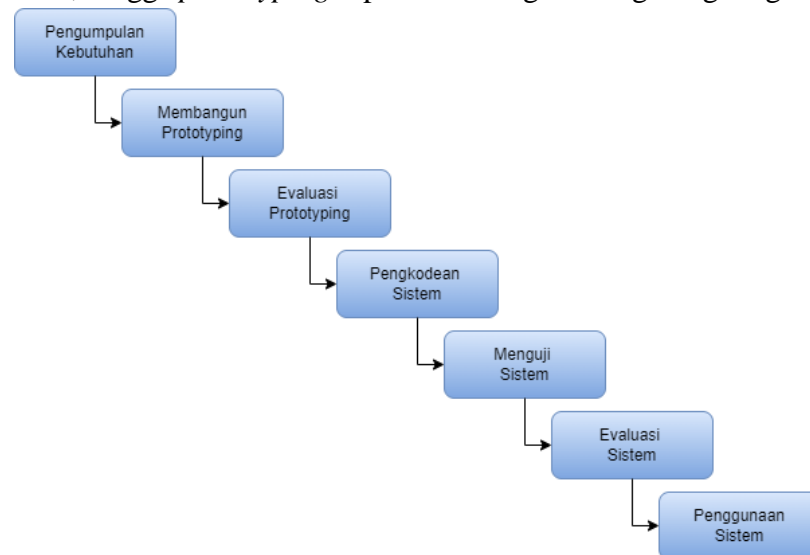 Pengumpulan
Kebutuhan
Membangun
Prototyping
Evaluasi
Prototyping
Pengkodean
Sistem
Menguji
Sistem
Evaluasi
Sistem
Penggunaan
Sistem